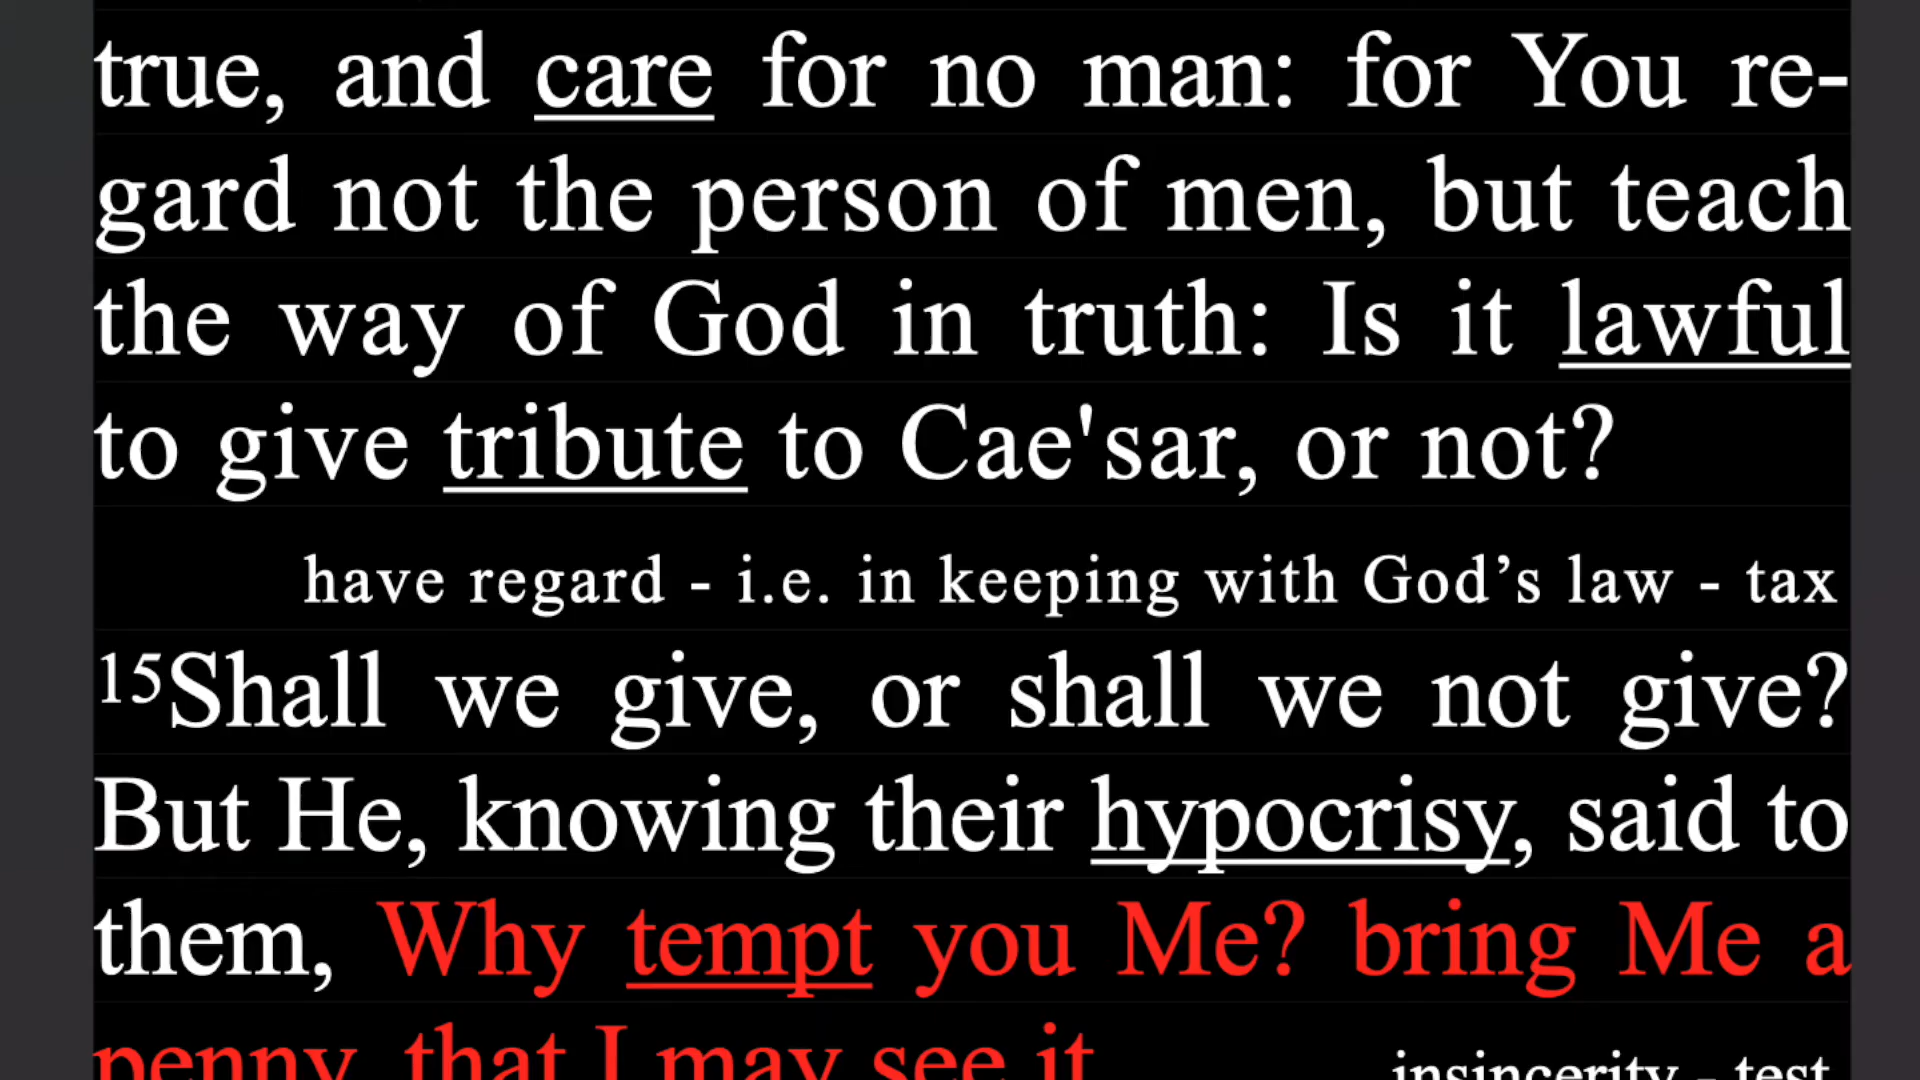 true, and care for no man: for You re-
gard not the person of men, but teach
the way of God in truth: Is it lawful
to give tribute to Cae'sar, or not?
have regard - i.e. in keeping with God’s law - tax
15Shall we give, or shall we not give?
But He, knowing their hypocrisy, said to
them, Why tempt you Me? bring Me a
penny, that I may see it.
insincerity - test